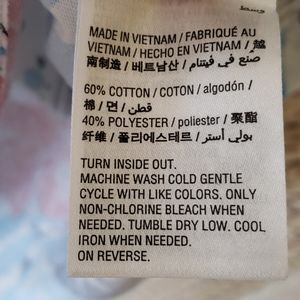 MADE IN VIETNAM / FABRIQUÉ AU
VIETNAM / HECHO EN VIETNAM / 越
南制造 / 베트남산 / صنع في فيتنام /
60% COTTON / COTON / algodón /
棉 / 면 / قطن /
40% POLYESTER / poliester / 聚酯
纤维 / 폴리에스테르 / بولي أستر /
TURN INSIDE OUT.
MACHINE WASH COLD GENTLE
CYCLE WITH LIKE COLORS. ONLY
NON-CHLORINE BLEACH WHEN
NEEDED. TUMBLE DRY LOW. COOL
IRON WHEN NEEDED.
ON REVERSE.